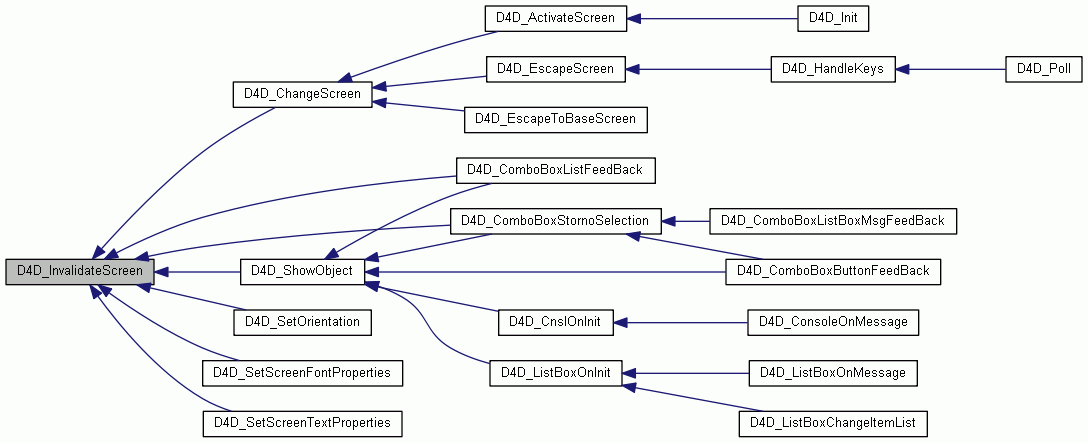 D4D_ActivateScreen
D4D_Init
D4D_EscapeScreen
D4D_HandleKeys
D4D_Poll
D4D_ChangeScreen
D4D_EscapeToBaseScreen
D4D_ComboBoxListFeedBack
D4D_ComboBoxStornoSelection
D4D_ComboBoxListBoxMsgFeedBack
D4D_InvalidateScreen
D4D_ShowObject
D4D_ComboBoxButtonFeedBack
D4D_SetOrientation
D4D_CnslOnInit
D4D_ConsoleOnMessage
D4D_SetScreenFontProperties
D4D_ListBoxOnInit
D4D_ListBoxOnMessage
D4D_SetScreenTextProperties
D4D_ListBoxChangeItemList